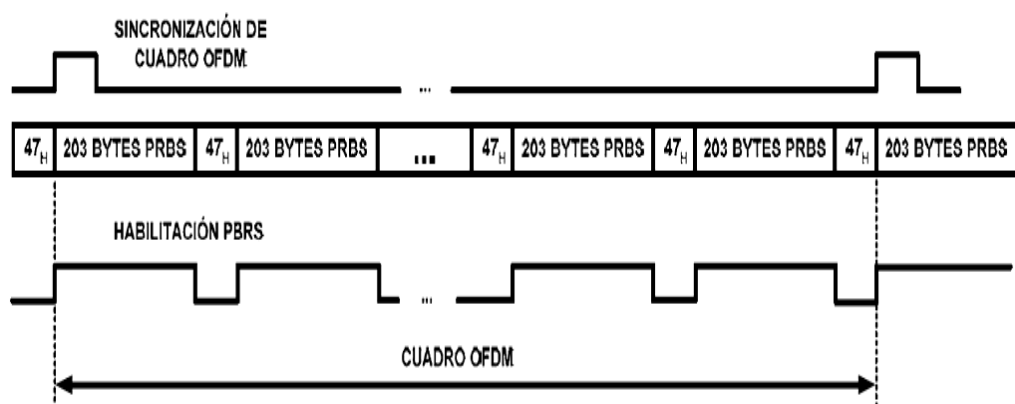 SINCRONIZACIÓN DE
CUADRO OFDM
...
47H 203 BYTES PRBS 47H 203 BYTES PRBS ... 47H 203 BYTES PRBS 47H 203 BYTES PRBS 47H 203 BYTES PRBS
HABILITACIÓN PBRS
...
CUADRO OFDM